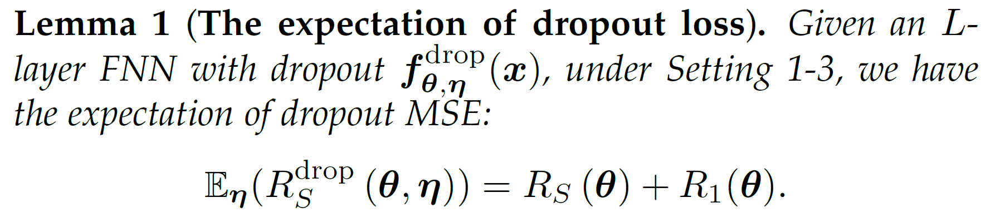 Lemma 1 (The expectation of dropout loss). Given an L-
layer FNN with dropout $\boldsymbol{f}_{\boldsymbol{\theta},\boldsymbol{\eta}}^{\mathrm{drop}}(\boldsymbol{x})$, under Setting 1-3, we have
the expectation of dropout MSE:
$\mathbb{E}_{\boldsymbol{\eta}}(R_S^{\mathrm{drop}}(\boldsymbol{\theta},\boldsymbol{\eta})) = R_S(\boldsymbol{\theta}) + R_1(\boldsymbol{\theta}).$